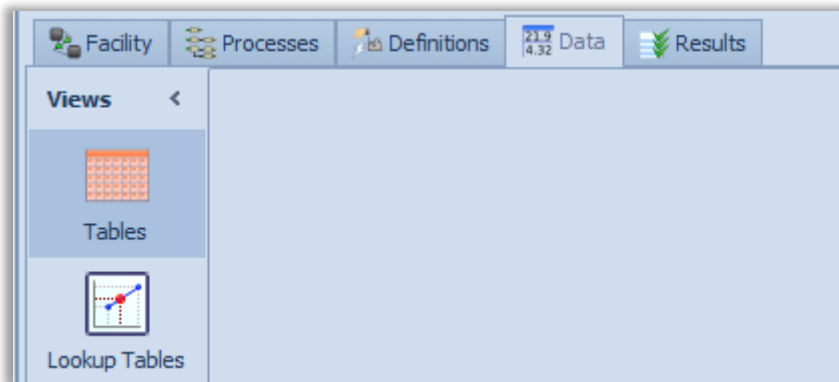 Facility Processes Definitions 21.9 4.32 Data Results
Views
Tables
Lookup Tables